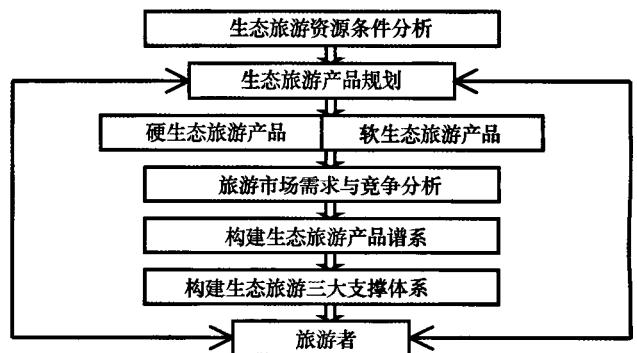 生态旅游资源条件分析
生态旅游产品规划
硬生态旅游产品 软生态旅游产品
旅游市场需求与竞争分析
构建生态旅游产品谱系
构建生态旅游三大支撑体系
旅游者